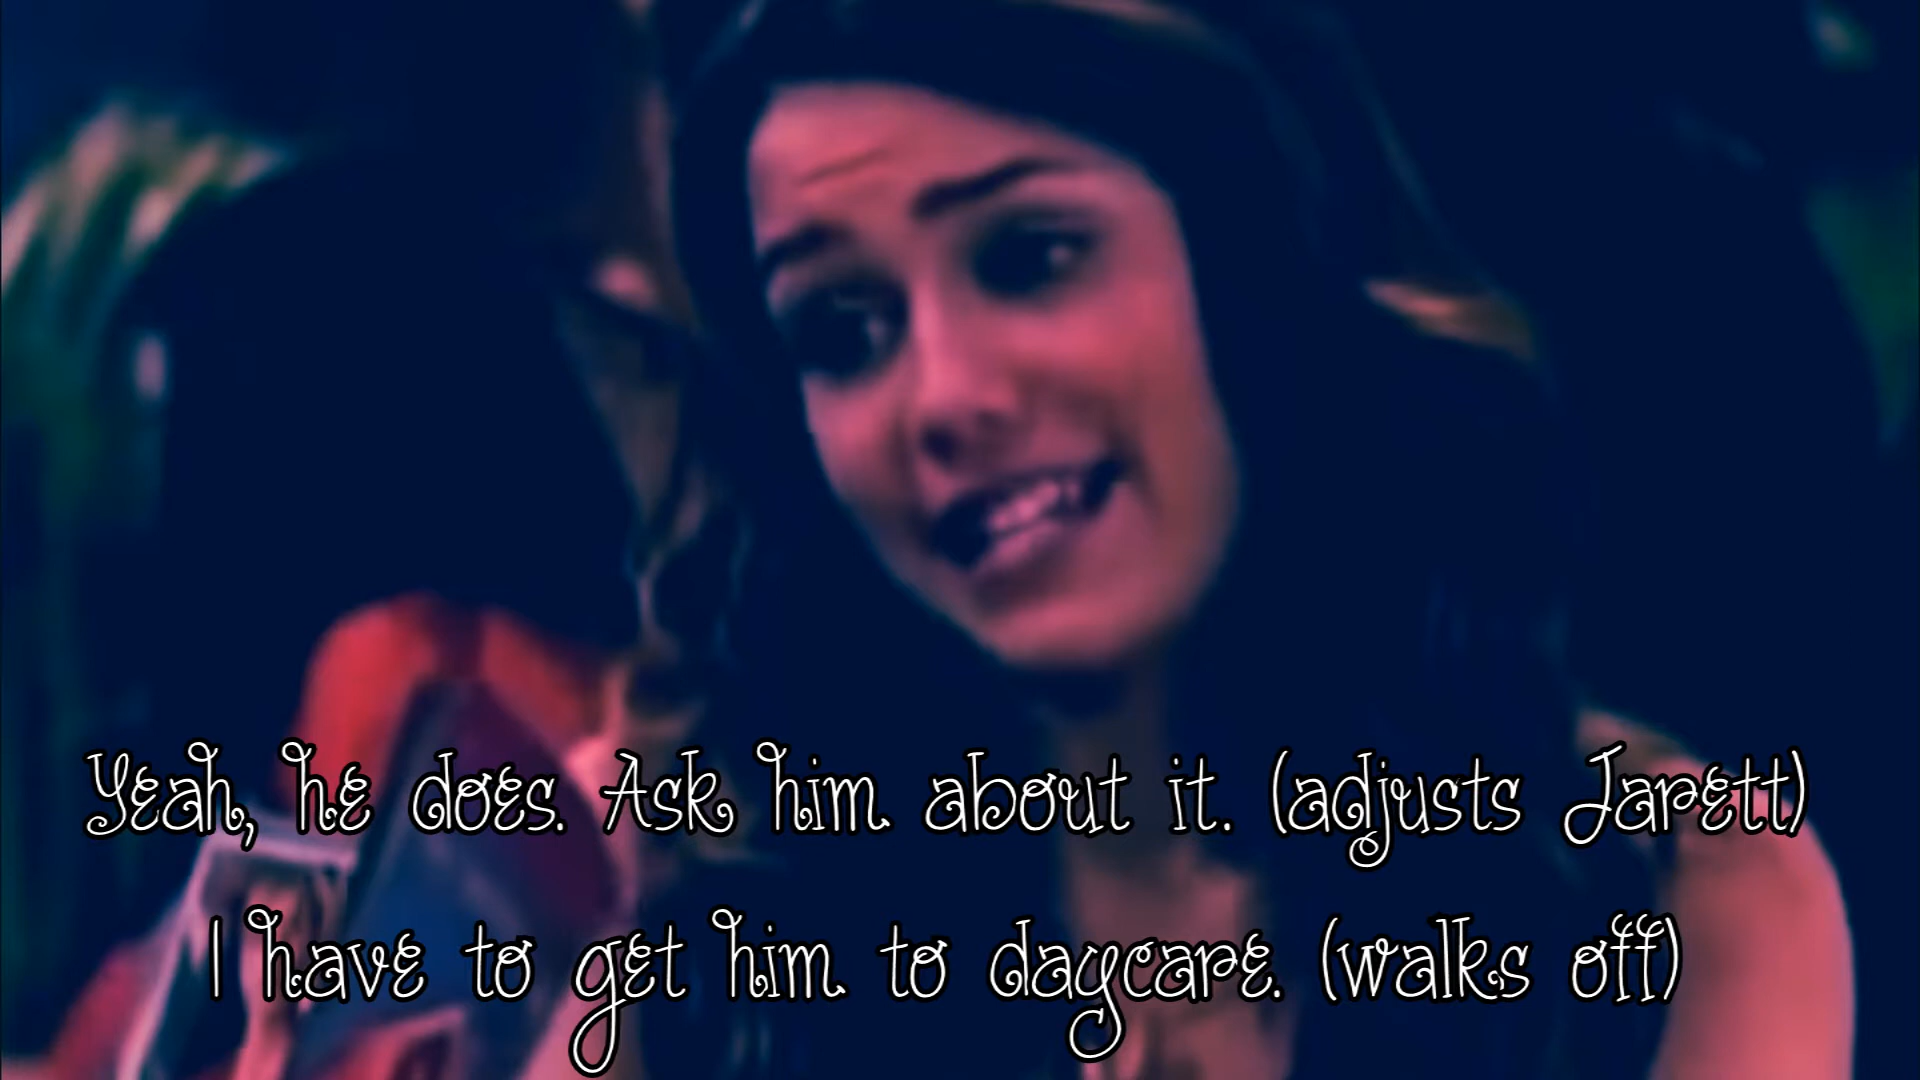 Yeah, he does. Ask him about it. (adjusts Jarett)
I have to get him to daycare. (walks off)